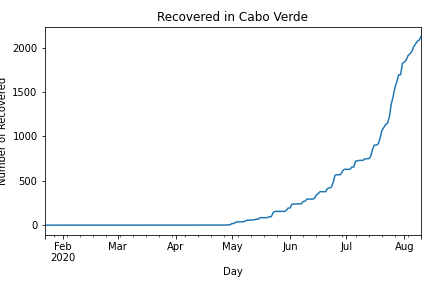 Recovered in Cabo Verde
Number of Recovered
2000
1500
1000
500
0
Feb
2020
Mar
Apr
May
Jun
Jul
Aug
Day